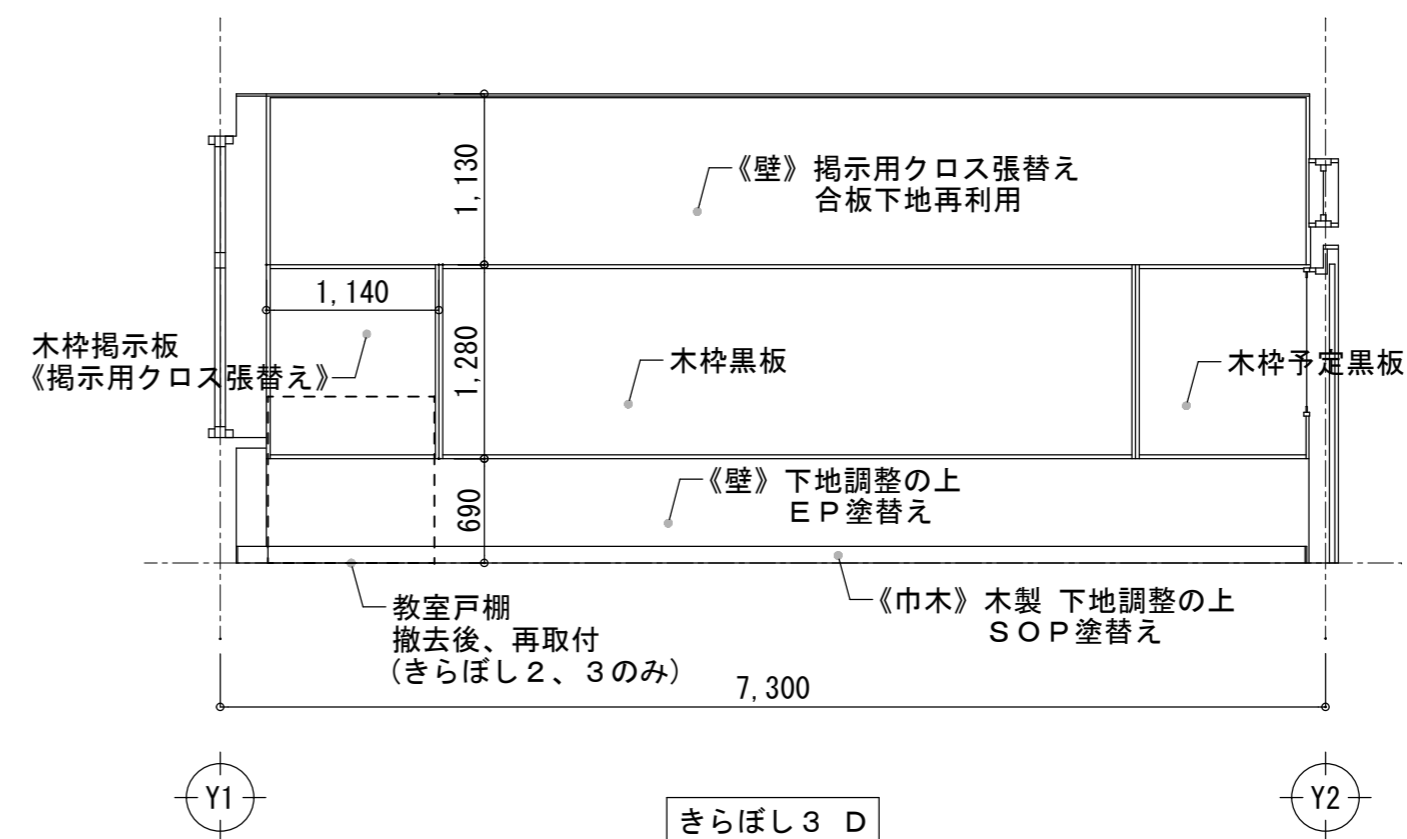 1,130
《壁》掲示用クロス張替え
合板下地再利用
1,140
木枠掲示板
《掲示用クロス張替え》
1,280
木枠黒板
木枠予定黒板
《壁》下地調整の上
ＥＰ塗替え
690
教室戸棚
撤去後、再取付
(きらぼし２、３のみ)
《巾木》木製 下地調整の上
ＳＯＰ塗替え
7,300
Y1
Y2
きらぼし３ D